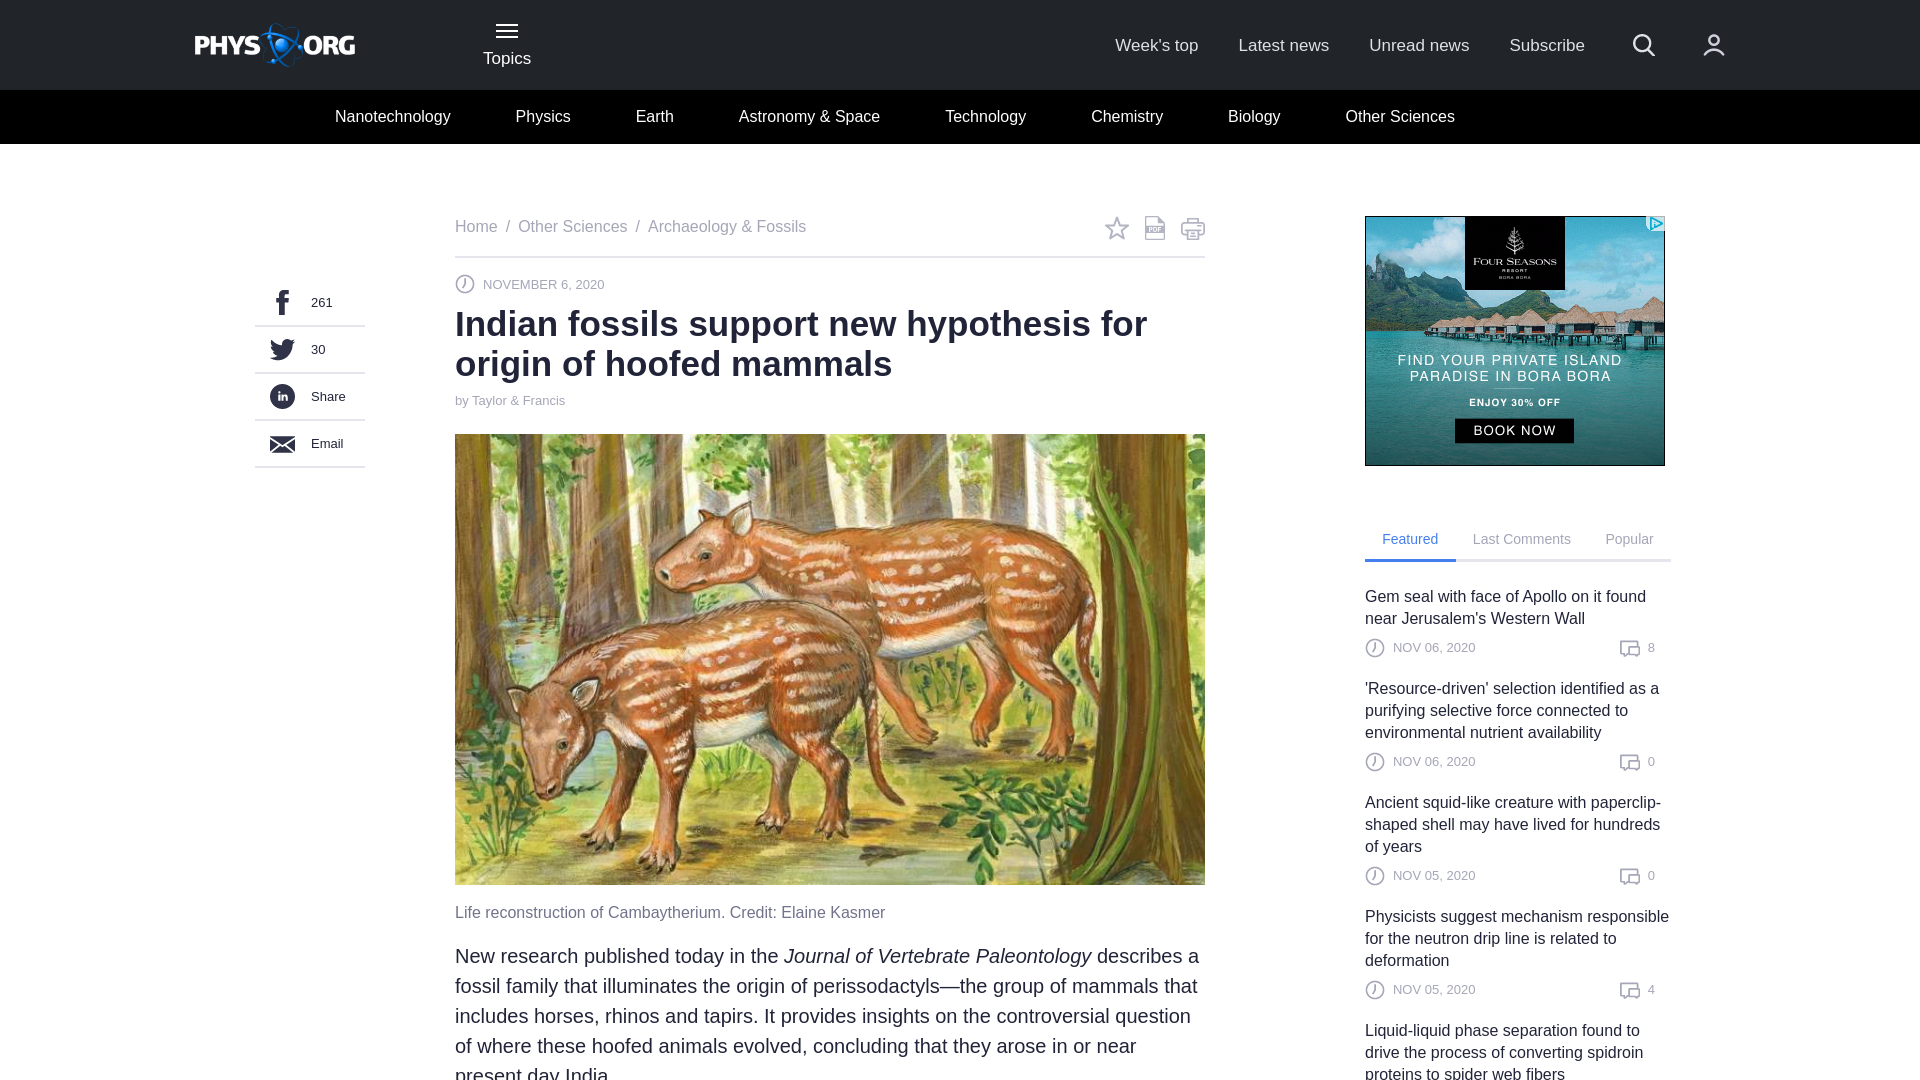 PHYS ORG
Topics
Week's top
Latest news
Unread news
Subscribe
Nanotechnology
Physics
Earth
Astronomy & Space
Technology
Chemistry
Biology
Other Sciences
Home / Other Sciences / Archaeology & Fossils
PDF
261
30
in Share
Email
NOVEMBER 6, 2020
Indian fossils support new hypothesis for
origin of hoofed mammals
by Taylor & Francis
Life reconstruction of Cambaytherium. Credit: Elaine Kasmer
New research published today in the Journal of Vertebrate Paleontology describes a
fossil family that illuminates the origin of perissodactyls—the group of mammals that
includes horses, rhinos and tapirs. It provides insights on the controversial question
of where these hoofed animals evolved, concluding that they arose in or near
present day India.
FOUR SEASONS
RESORT
BORA BORA
FIND YOUR PRIVATE ISLAND
PARADISE IN BORA BORA
ENJOY 30% OFF
BOOK NOW
Featured
Last Comments
Popular
Gem seal with face of Apollo on it found
near Jerusalem's Western Wall
NOV 06, 2020
8
'Resource-driven' selection identified as a
purifying selective force connected to
environmental nutrient availability
NOV 06, 2020
0
Ancient squid-like creature with paperclip-
shaped shell may have lived for hundreds
of years
NOV 05, 2020
0
Physicists suggest mechanism responsible
for the neutron drip line is related to
deformation
NOV 05, 2020
4
Liquid-liquid phase separation found to
drive the process of converting spidroin
proteins to spider web fibers